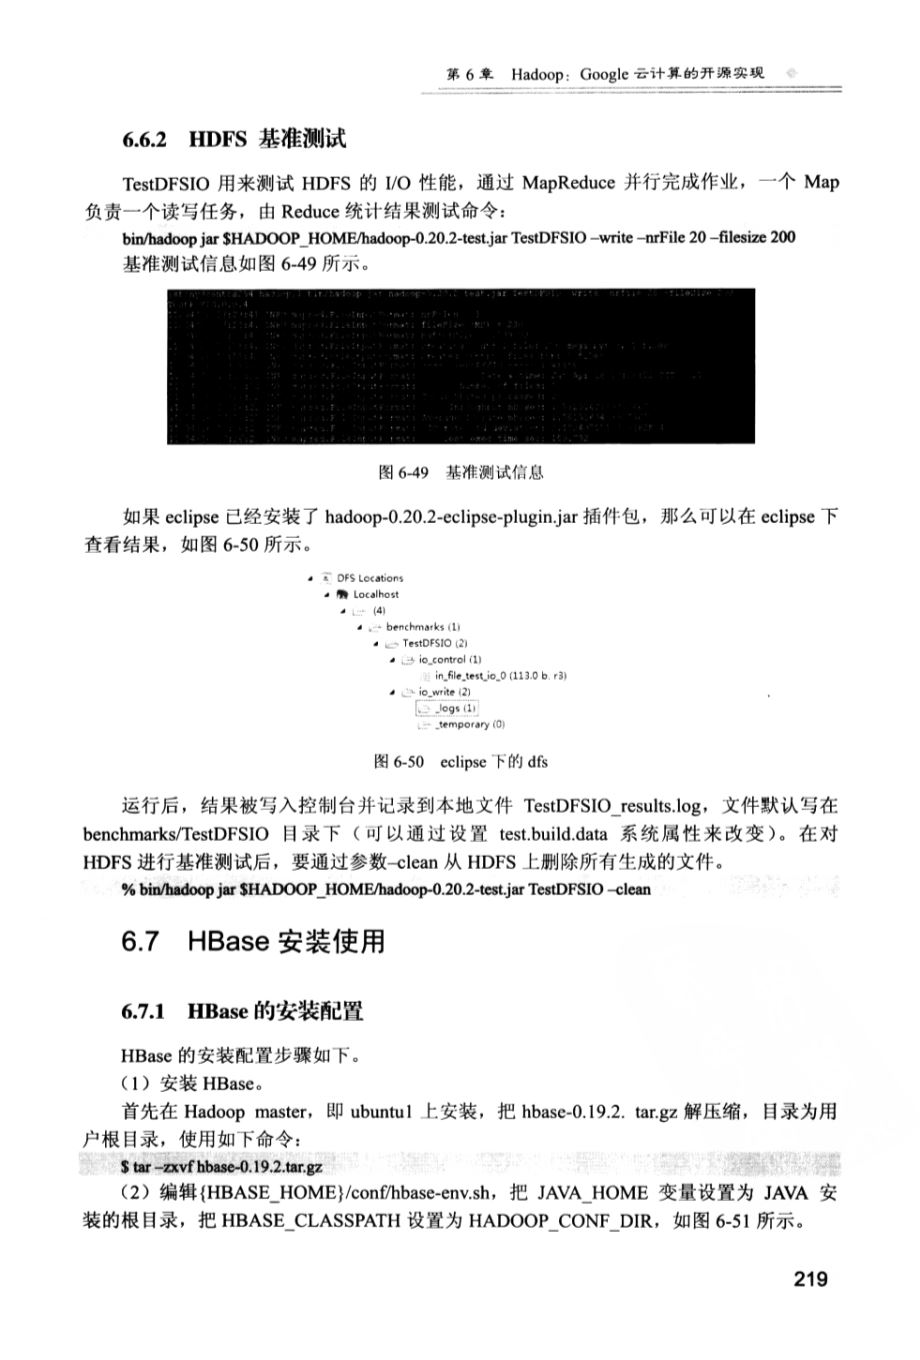 第 6 章 Hadoop：Google 云计算的开源实现
6.6.2 HDFS 基准测试
TestDFSIO 用来测试 HDFS 的 I/O 性能，通过 MapReduce 并行完成作业，一个 Map
负责一个读写任务，由 Reduce 统计结果测试命令：
bin/hadoop jar $HADOOP_HOME/hadoop-0.20.2-test.jar TestDFSIO –write –nrFile 20 –filesize 200
基准测试信息如图 6-49 所示。
图 6-49 基准测试信息
如果 eclipse 已经安装了 hadoop-0.20.2-eclipse-plugin.jar 插件包，那么可以在 eclipse 下
查看结果，如图 6-50 所示。
DFS Locations
Localhost
(4)
benchmarks (1)
TestDFSIO (2)
io_control (1)
in_file_test_io_0 (113.0 b, r3)
io_write (2)
_logs (1)
_temporary (0)
图 6-50 eclipse 下的 dfs
运行后，结果被写入控制台并记录到本地文件 TestDFSIO_results.log，文件默认写在
benchmarks/TestDFSIO 目录下（可以通过设置 test.build.data 系统属性来改变）。在对
HDFS 进行基准测试后，要通过参数–clean 从 HDFS 上删除所有生成的文件。
% bin/hadoop jar $HADOOP_HOME/hadoop-0.20.2-test.jar TestDFSIO –clean
6.7 HBase 安装使用
6.7.1 HBase 的安装配置
HBase 的安装配置步骤如下。
（1）安装 HBase。
首先在 Hadoop master，即 ubuntu1 上安装，把 hbase-0.19.2. tar.gz 解压缩，目录为用
户根目录，使用如下命令：
$ tar –zxvf hbase-0.19.2.tar.gz
（2）编辑{HBASE_HOME}/conf/hbase-env.sh，把 JAVA_HOME 变量设置为 JAVA 安
装的根目录，把 HBASE_CLASSPATH 设置为 HADOOP_CONF_DIR，如图 6-51 所示。
219